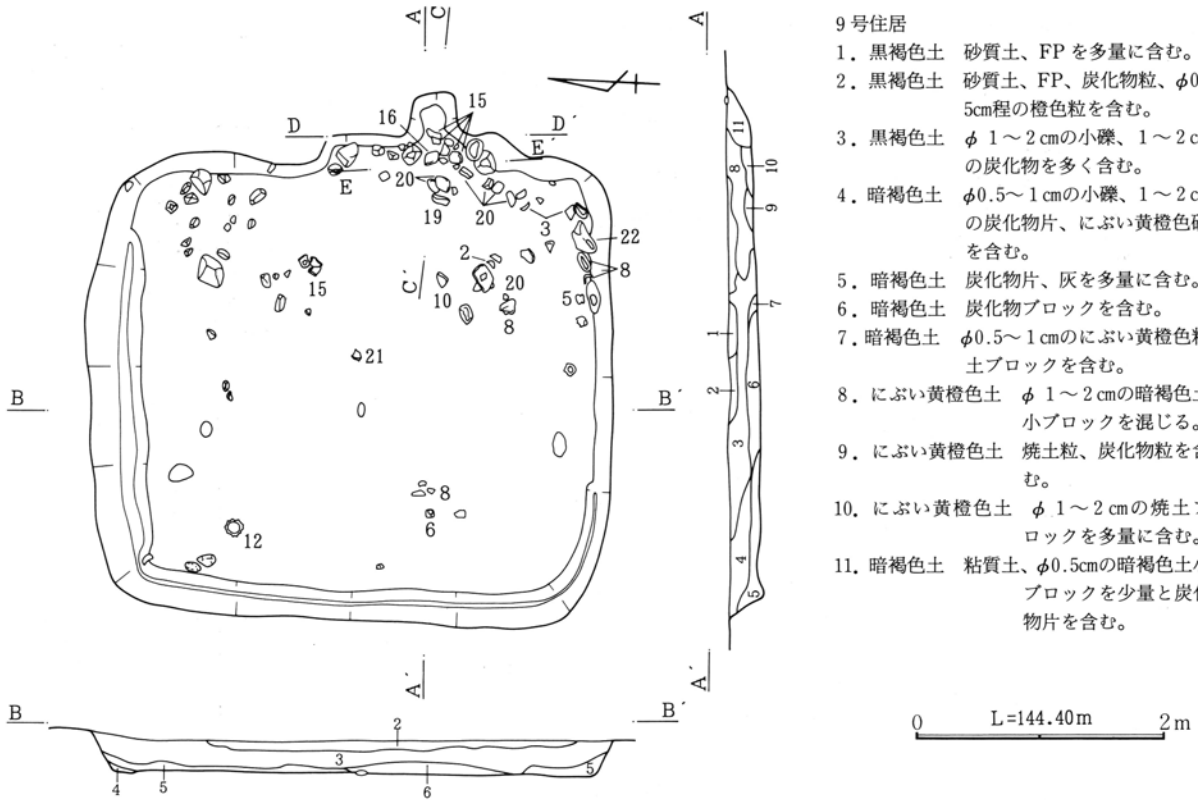 A
C
A
16
15
D
D´
E´
E
20
19
20
3
22
8
2
20
15
C´
10
8
5
21
B
B´
8
6
12
A´
A´
11
8
10
9
7
1
2
6
3
4
5
B
B´
2
3
4
5
6
5
9号住居
1. 黒褐色土 砂質土、FPを多量に含む。
2. 黒褐色土 砂質土、FP、炭化物粒、φ0
5cm程の橙色粒を含む。
3. 黒褐色土 φ1～2cmの小礫、1～2c
の炭化物を多く含む。
4. 暗褐色土 φ0.5～1cmの小礫、1～2c
の炭化物片、にぶい黄橙色
を含む。
5. 暗褐色土 炭化物片、灰を多量に含む。
6. 暗褐色土 炭化物ブロックを含む。
7. 暗褐色土 φ0.5～1cmのにぶい黄橙色
土ブロックを含む。
8. にぶい黄橙色土 φ1～2cmの暗褐色土
小ブロックを混じる。
9. にぶい黄橙色土 焼土粒、炭化物粒を含
む。
10. にぶい黄橙色土 φ1～2cmの焼土ブ
ロックを多量に含む。
11. 暗褐色土 粘質土、φ0.5cmの暗褐色土小
ブロックを少量と炭化
物片を含む。
0 L=144.40m 2m